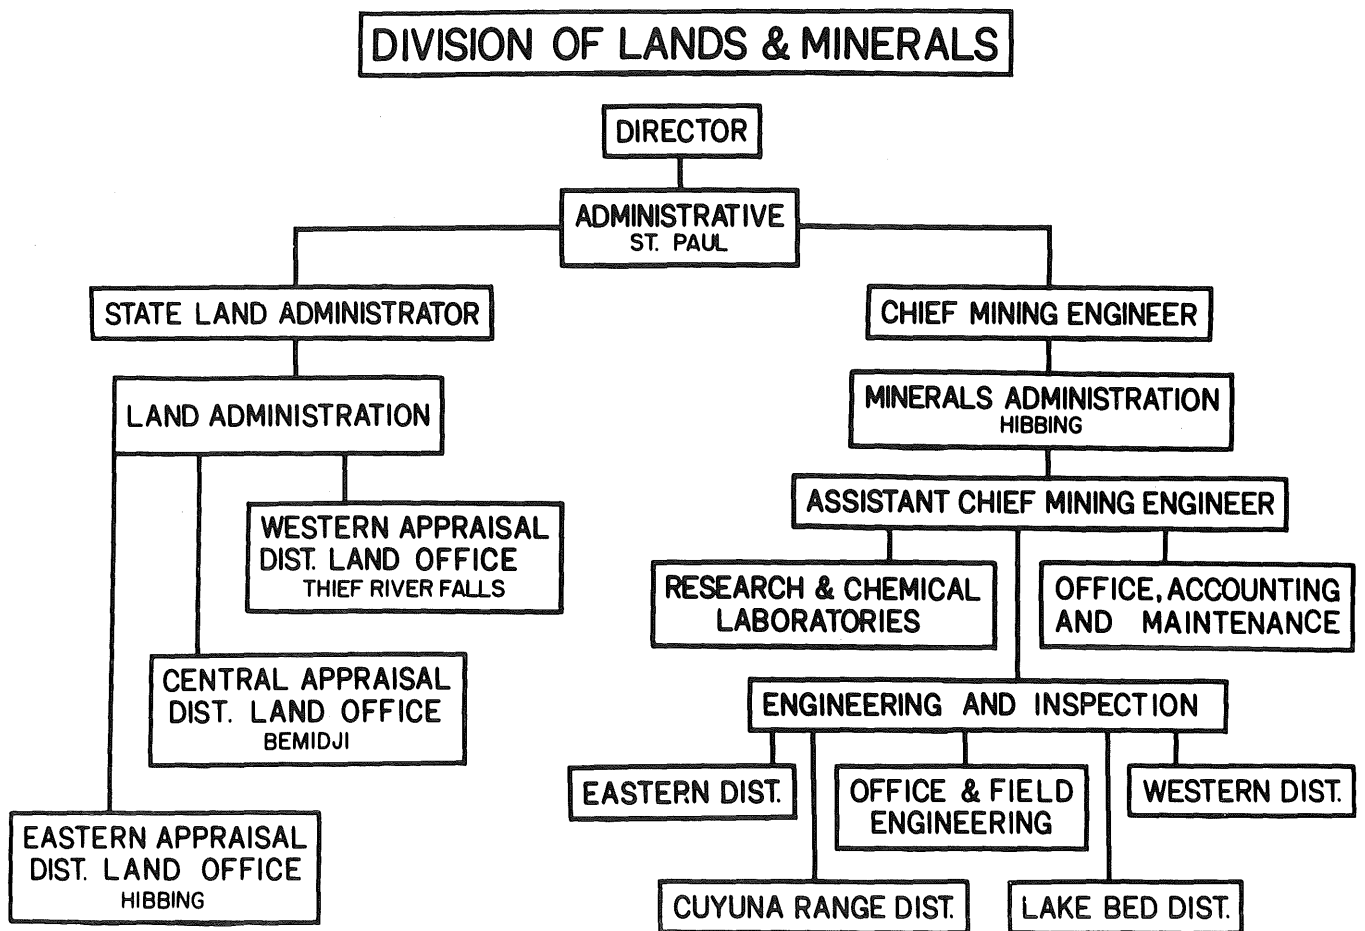 DIVISION OF LANDS & MINERALS
DIRECTOR
ADMINISTRATIVE
ST. PAUL
STATE LAND ADMINISTRATOR
CHIEF MINING ENGINEER
LAND ADMINISTRATION
MINERALS ADMINISTRATION
HIBBING
ASSISTANT CHIEF MINING ENGINEER
WESTERN APPRAISAL
DIST. LAND OFFICE
THIEF RIVER FALLS
RESEARCH & CHEMICAL
LABORATORIES
OFFICE, ACCOUNTING
AND MAINTENANCE
CENTRAL APPRAISAL
DIST. LAND OFFICE
BEMIDJI
ENGINEERING AND INSPECTION
EASTERN DIST.
OFFICE & FIELD
ENGINEERING
WESTERN DIST.
EASTERN APPRAISAL
DIST. LAND OFFICE
HIBBING
CUYUNA RANGE DIST.
LAKE BED DIST.